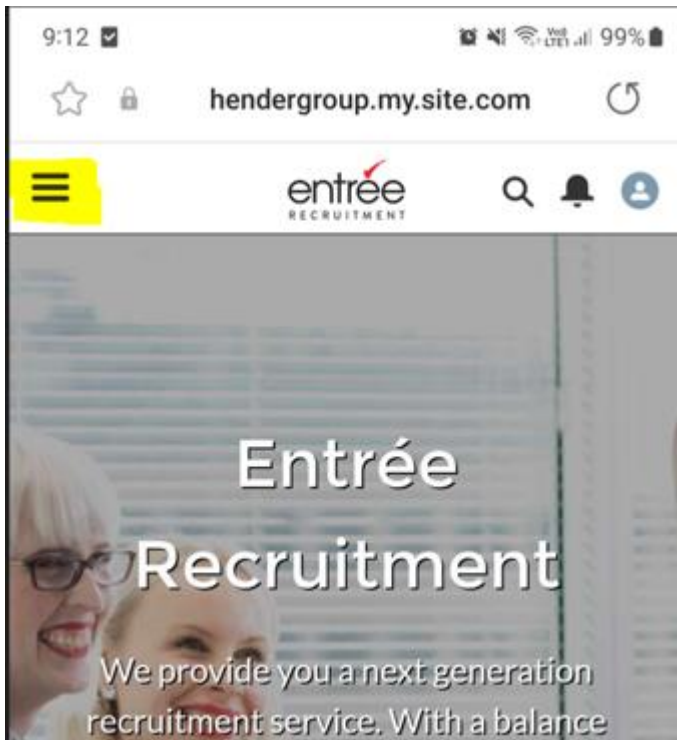 9:12 99%
hendergroup.my.site.com
entrée
RECRUITMENT
Entrée
Recruitment
We provide you a next generation
recruitment service. With a balance